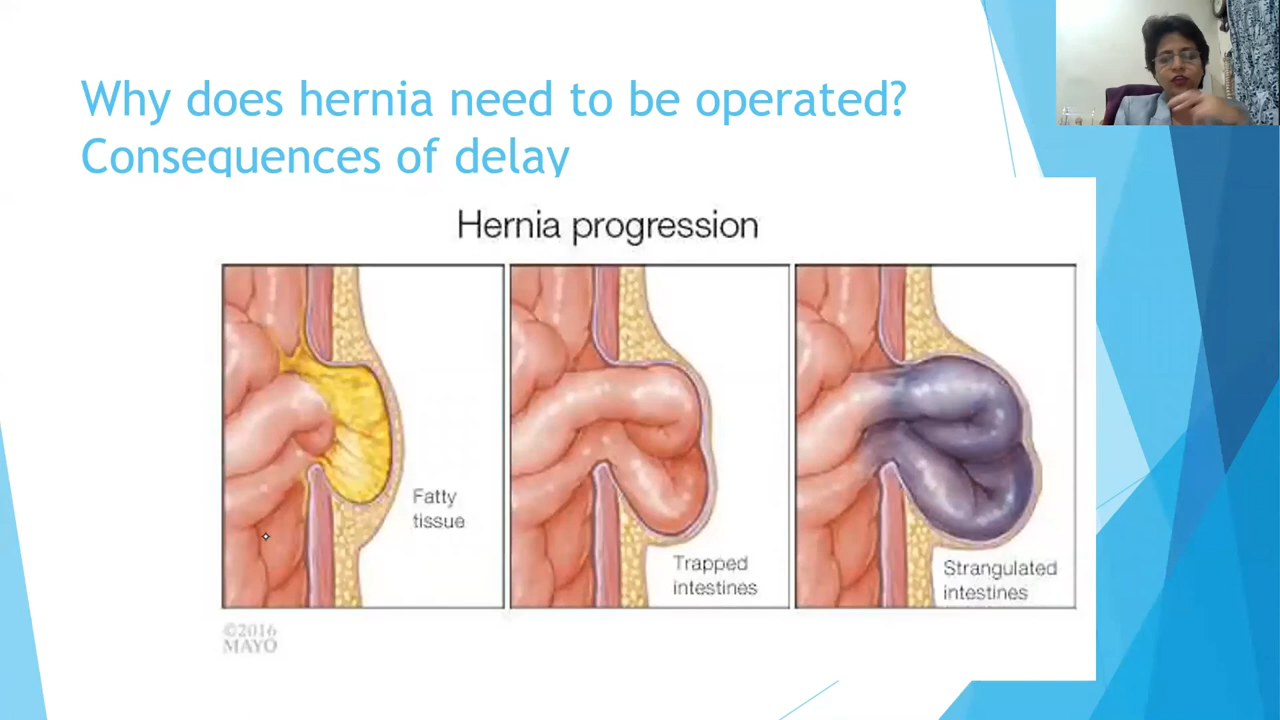 Why does hernia need to be operated?
Consequences of delay
Hernia progression
Fatty
tissue
Trapped
intestines
Strangulated
intestines
©2016
MAYO